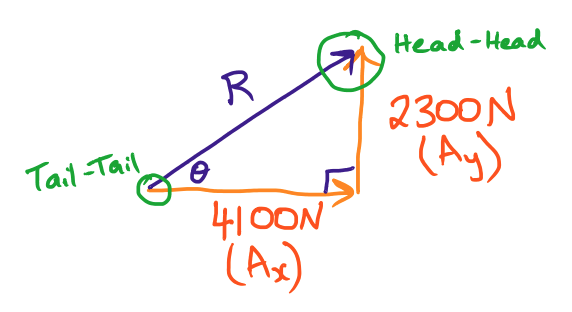 Head-Head
R
2300N
(Ay)
Tail-Tail
θ
4100N
(Ax)